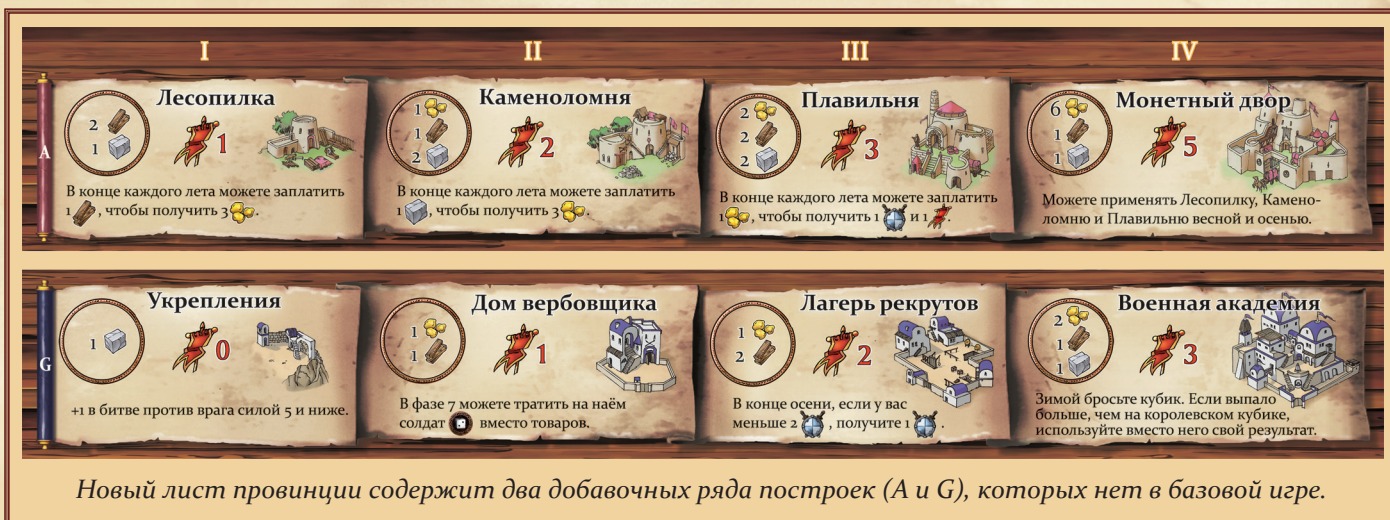 I II III IV
A
Лесопилка
2
1
1
В конце каждого лета можете заплатить
1 , чтобы получить 3 .
Каменоломня
1
1
2
2
В конце каждого лета можете заплатить
1 , чтобы получить 3 .
Плавильня
2
2
2
3
В конце каждого лета можете заплатить
1 , чтобы получить 1 и 1 .
Монетный двор
6
1
1
5
Можете применять Лесопилку, Камено-
ломню и Плавильню весной и осенью.
G
Укрепления
1
0
+1 в битве против врага силой 5 и ниже.
Дом вербовщика
1
1
1
В фазе 7 можете тратить на наём
солдат вместо товаров.
Лагерь рекрутов
1
2
2
В конце осени, если у вас
меньше 2 , получите 1 .
Военная академия
2
1
1
3
Зимой бросьте кубик. Если выпало
больше, чем на королевском кубике,
используйте вместо него свой результат.
Новый лист провинции содержит два добавочных ряда построек (A и G), которых нет в базовой игре.